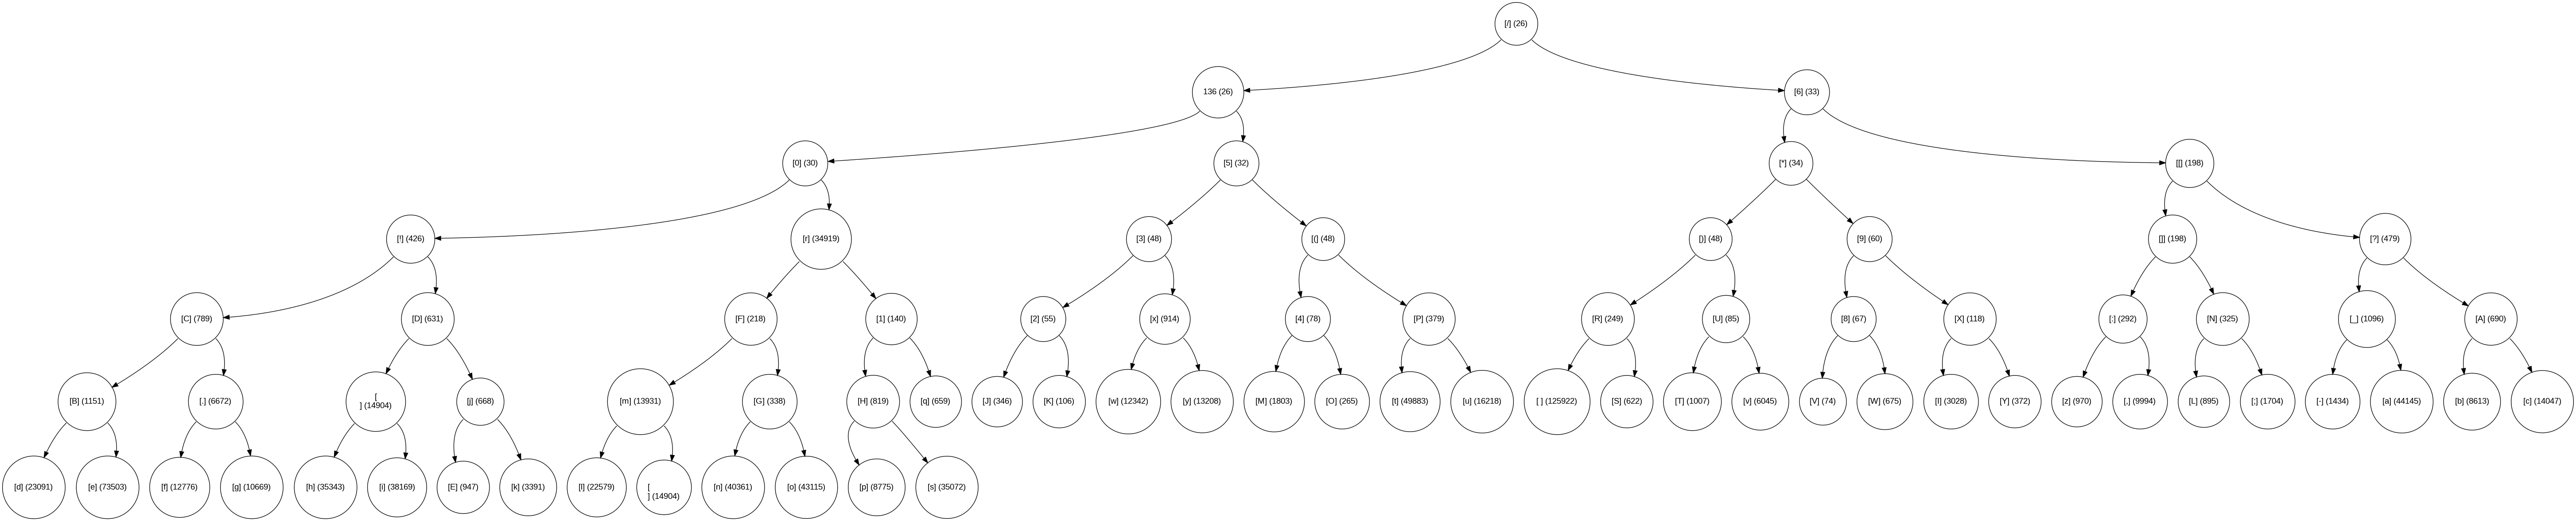 [/] (26)
136 (26)
[6] (33)
[0] (30)
[5] (32)
[*] (34)
[[] (198)
[!] (426)
[r] (34919)
[3] (48)
[(] (48)
[)] (48)
[9] (60)
[]] (198)
[?] (479)
[C] (789)
[D] (631)
[F] (218)
[1] (140)
[2] (55)
[x] (914)
[4] (78)
[P] (379)
[R] (249)
[U] (85)
[8] (67)
[X] (118)
[:] (292)
[N] (325)
[_] (1096)
[A] (690)
[B] (1151)
[.] (6672)
[
] (14904)
[j] (668)
[m] (13931)
[G] (338)
[H] (819)
[q] (659)
[J] (346)
[K] (106)
[w] (12342)
[y] (13208)
[M] (1803)
[O] (265)
[t] (49883)
[u] (16218)
[ ] (125922)
[S] (622)
[T] (1007)
[v] (6045)
[V] (74)
[W] (675)
[I] (3028)
[Y] (372)
[z] (970)
[,] (9994)
[L] (895)
[;] (1704)
[-] (1434)
[a] (44145)
[b] (8613)
[c] (14047)
[d] (23091)
[e] (73503)
[f] (12776)
[g] (10669)
[h] (35343)
[i] (38169)
[E] (947)
[k] (3391)
[l] (22579)
[
] (14904)
[n] (40361)
[o] (43115)
[p] (8775)
[s] (35072)